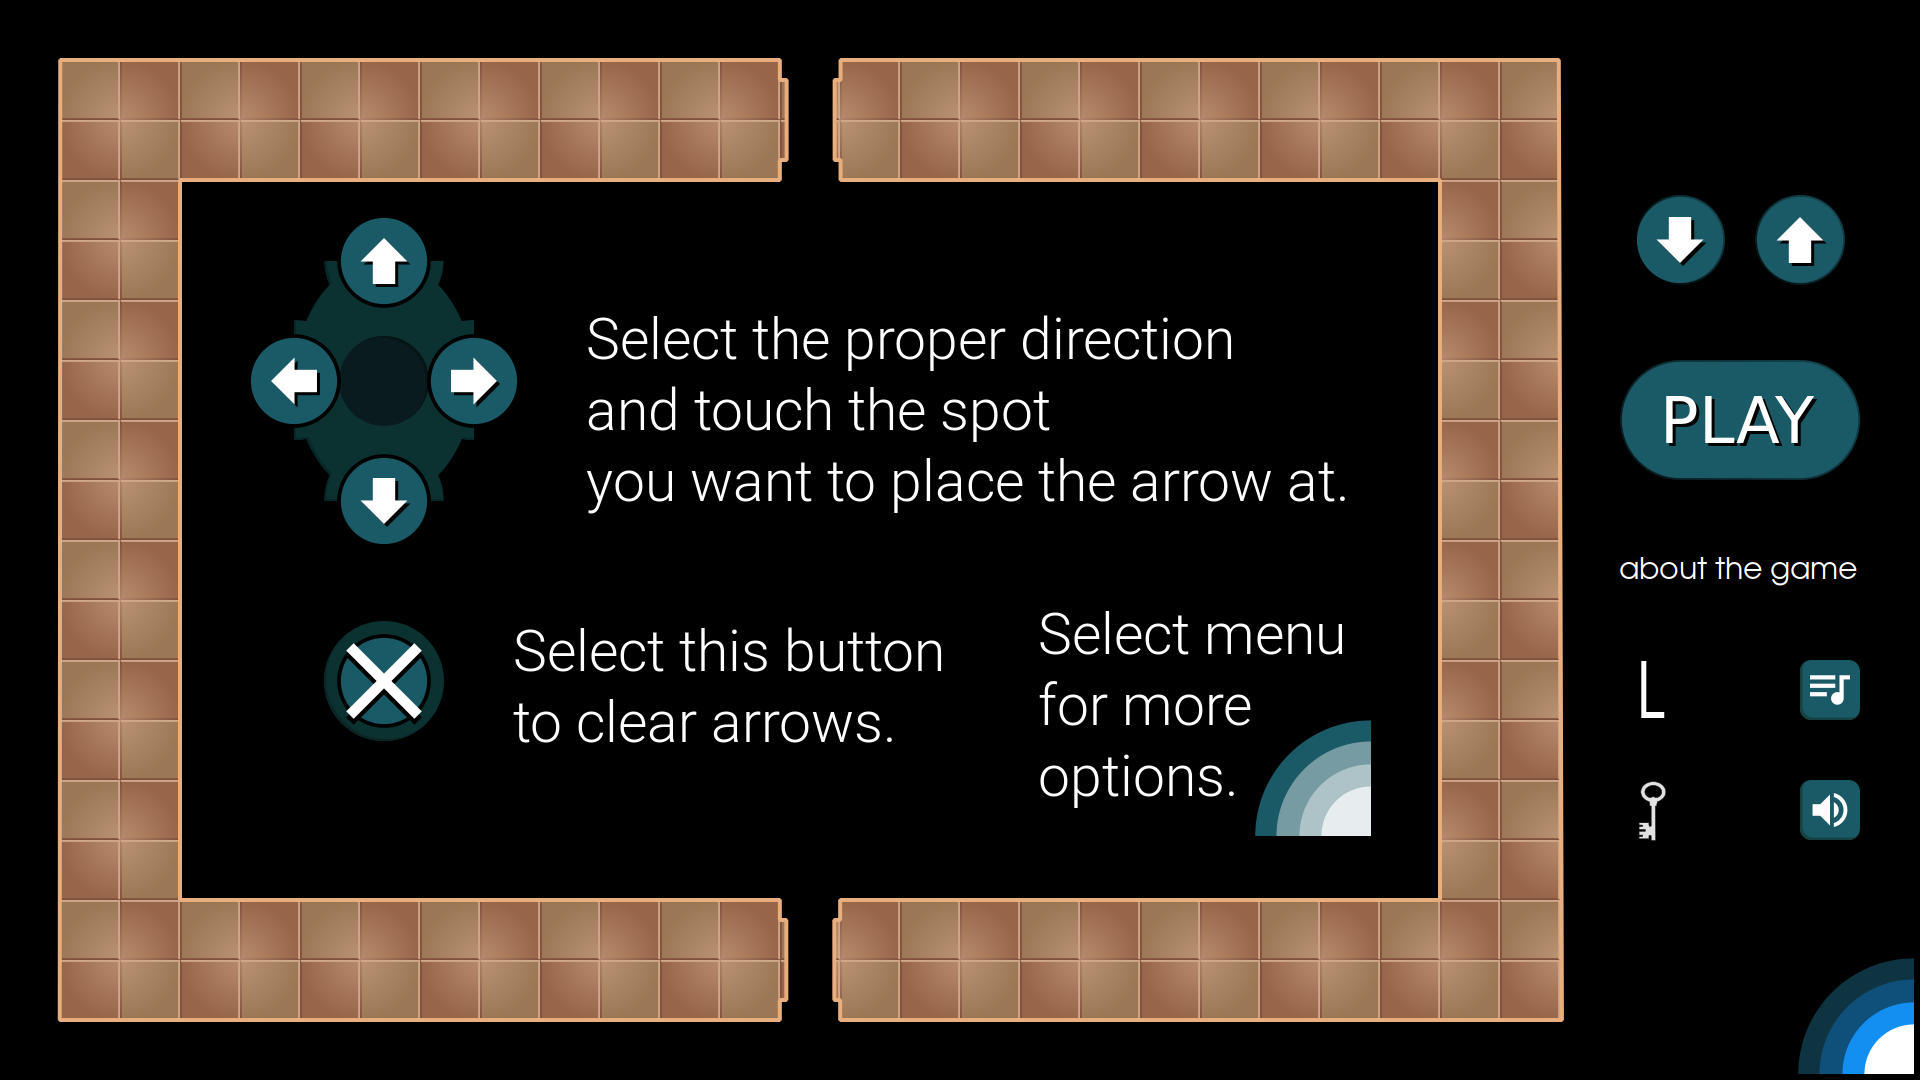 Select the proper direction
and touch the spot
you want to place the arrow at.
Select this button
to clear arrows.
Select menu
for more
options.
PLAY
about the game
L